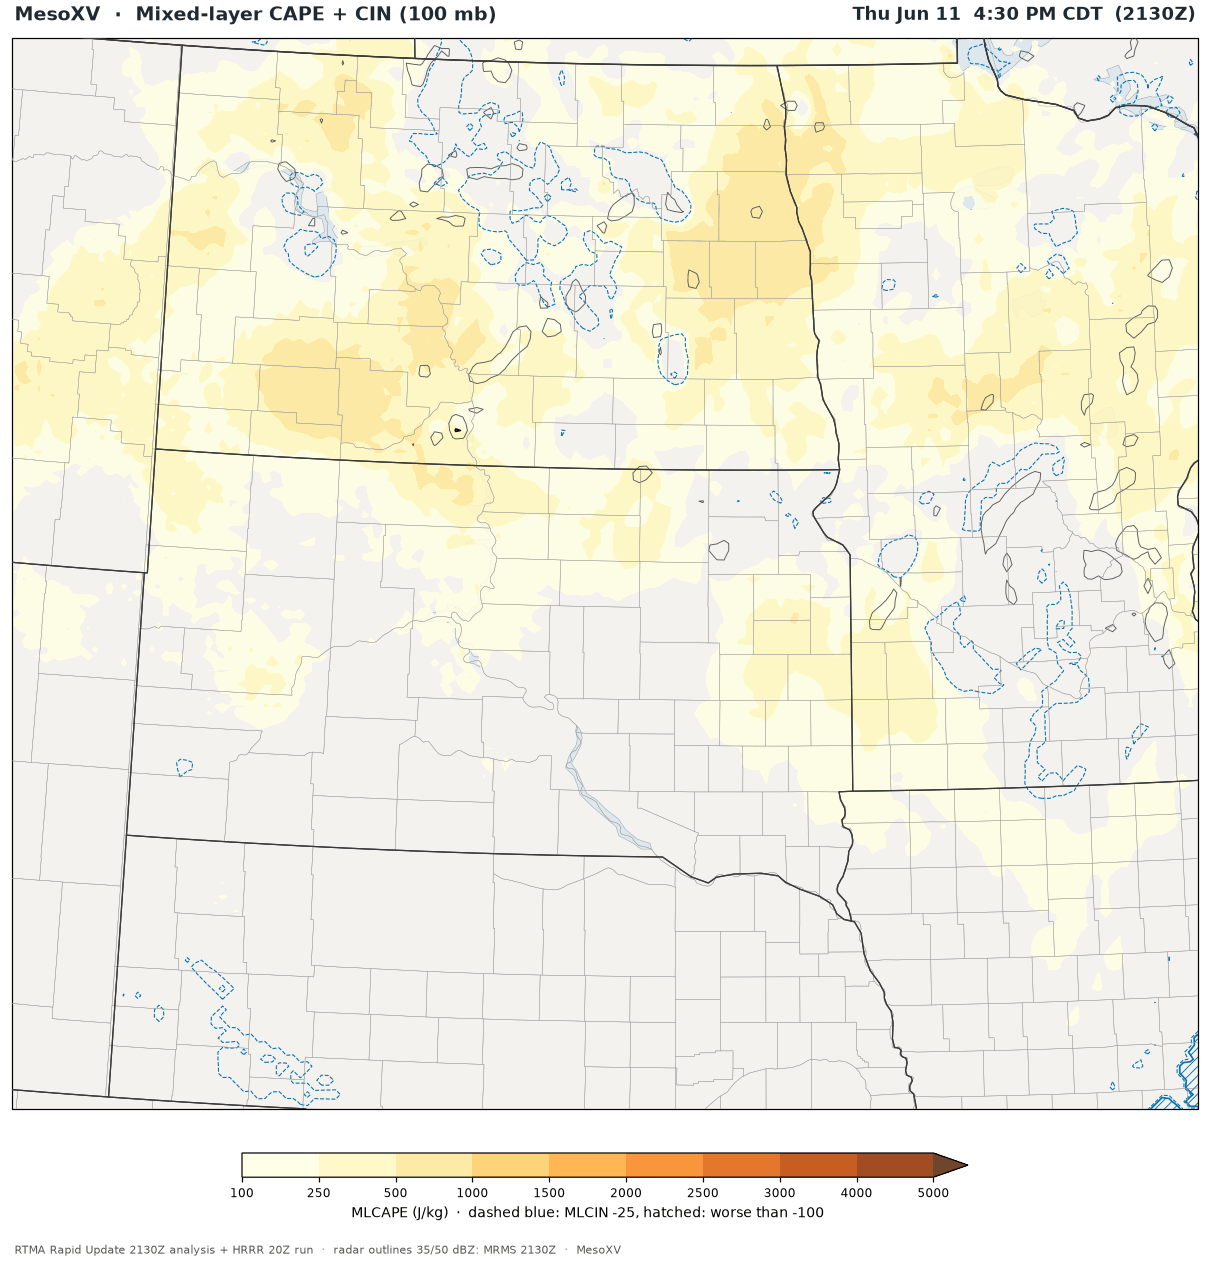 MesoXV · Mixed-layer CAPE + CIN (100 mb)
Thu Jun 11 4:30 PM CDT (2130Z)
100 250 500 1000 1500 2000 2500 3000 4000 5000
MLCAPE (J/kg) · dashed blue: MLCIN -25, hatched: worse than -100
RTMA Rapid Update 2130Z analysis + HRRR 20Z run · radar outlines 35/50 dBZ: MRMS 2130Z · MesoXV